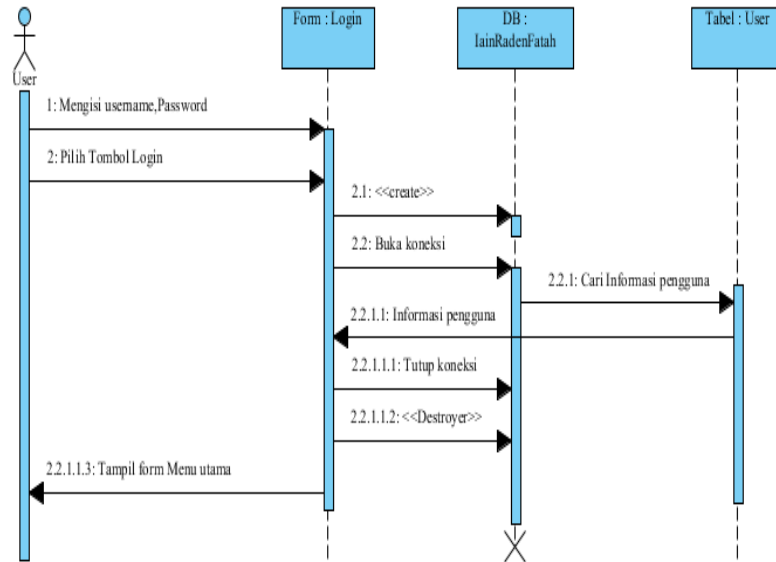 Form : Login
DB :
IainRadenFatah
Tabel : User
User
1: Mengisi username,Password
2: Pilih Tombol Login
2.1: <<create>>
2.2: Buka koneksi
2.2.1: Cari Informasi pengguna
2.2.1.1: Informasi pengguna
2.2.1.1.1: Tutup koneksi
2.2.1.1.2: <<Destroyer>>
2.2.1.1.3: Tampil form Menu utama